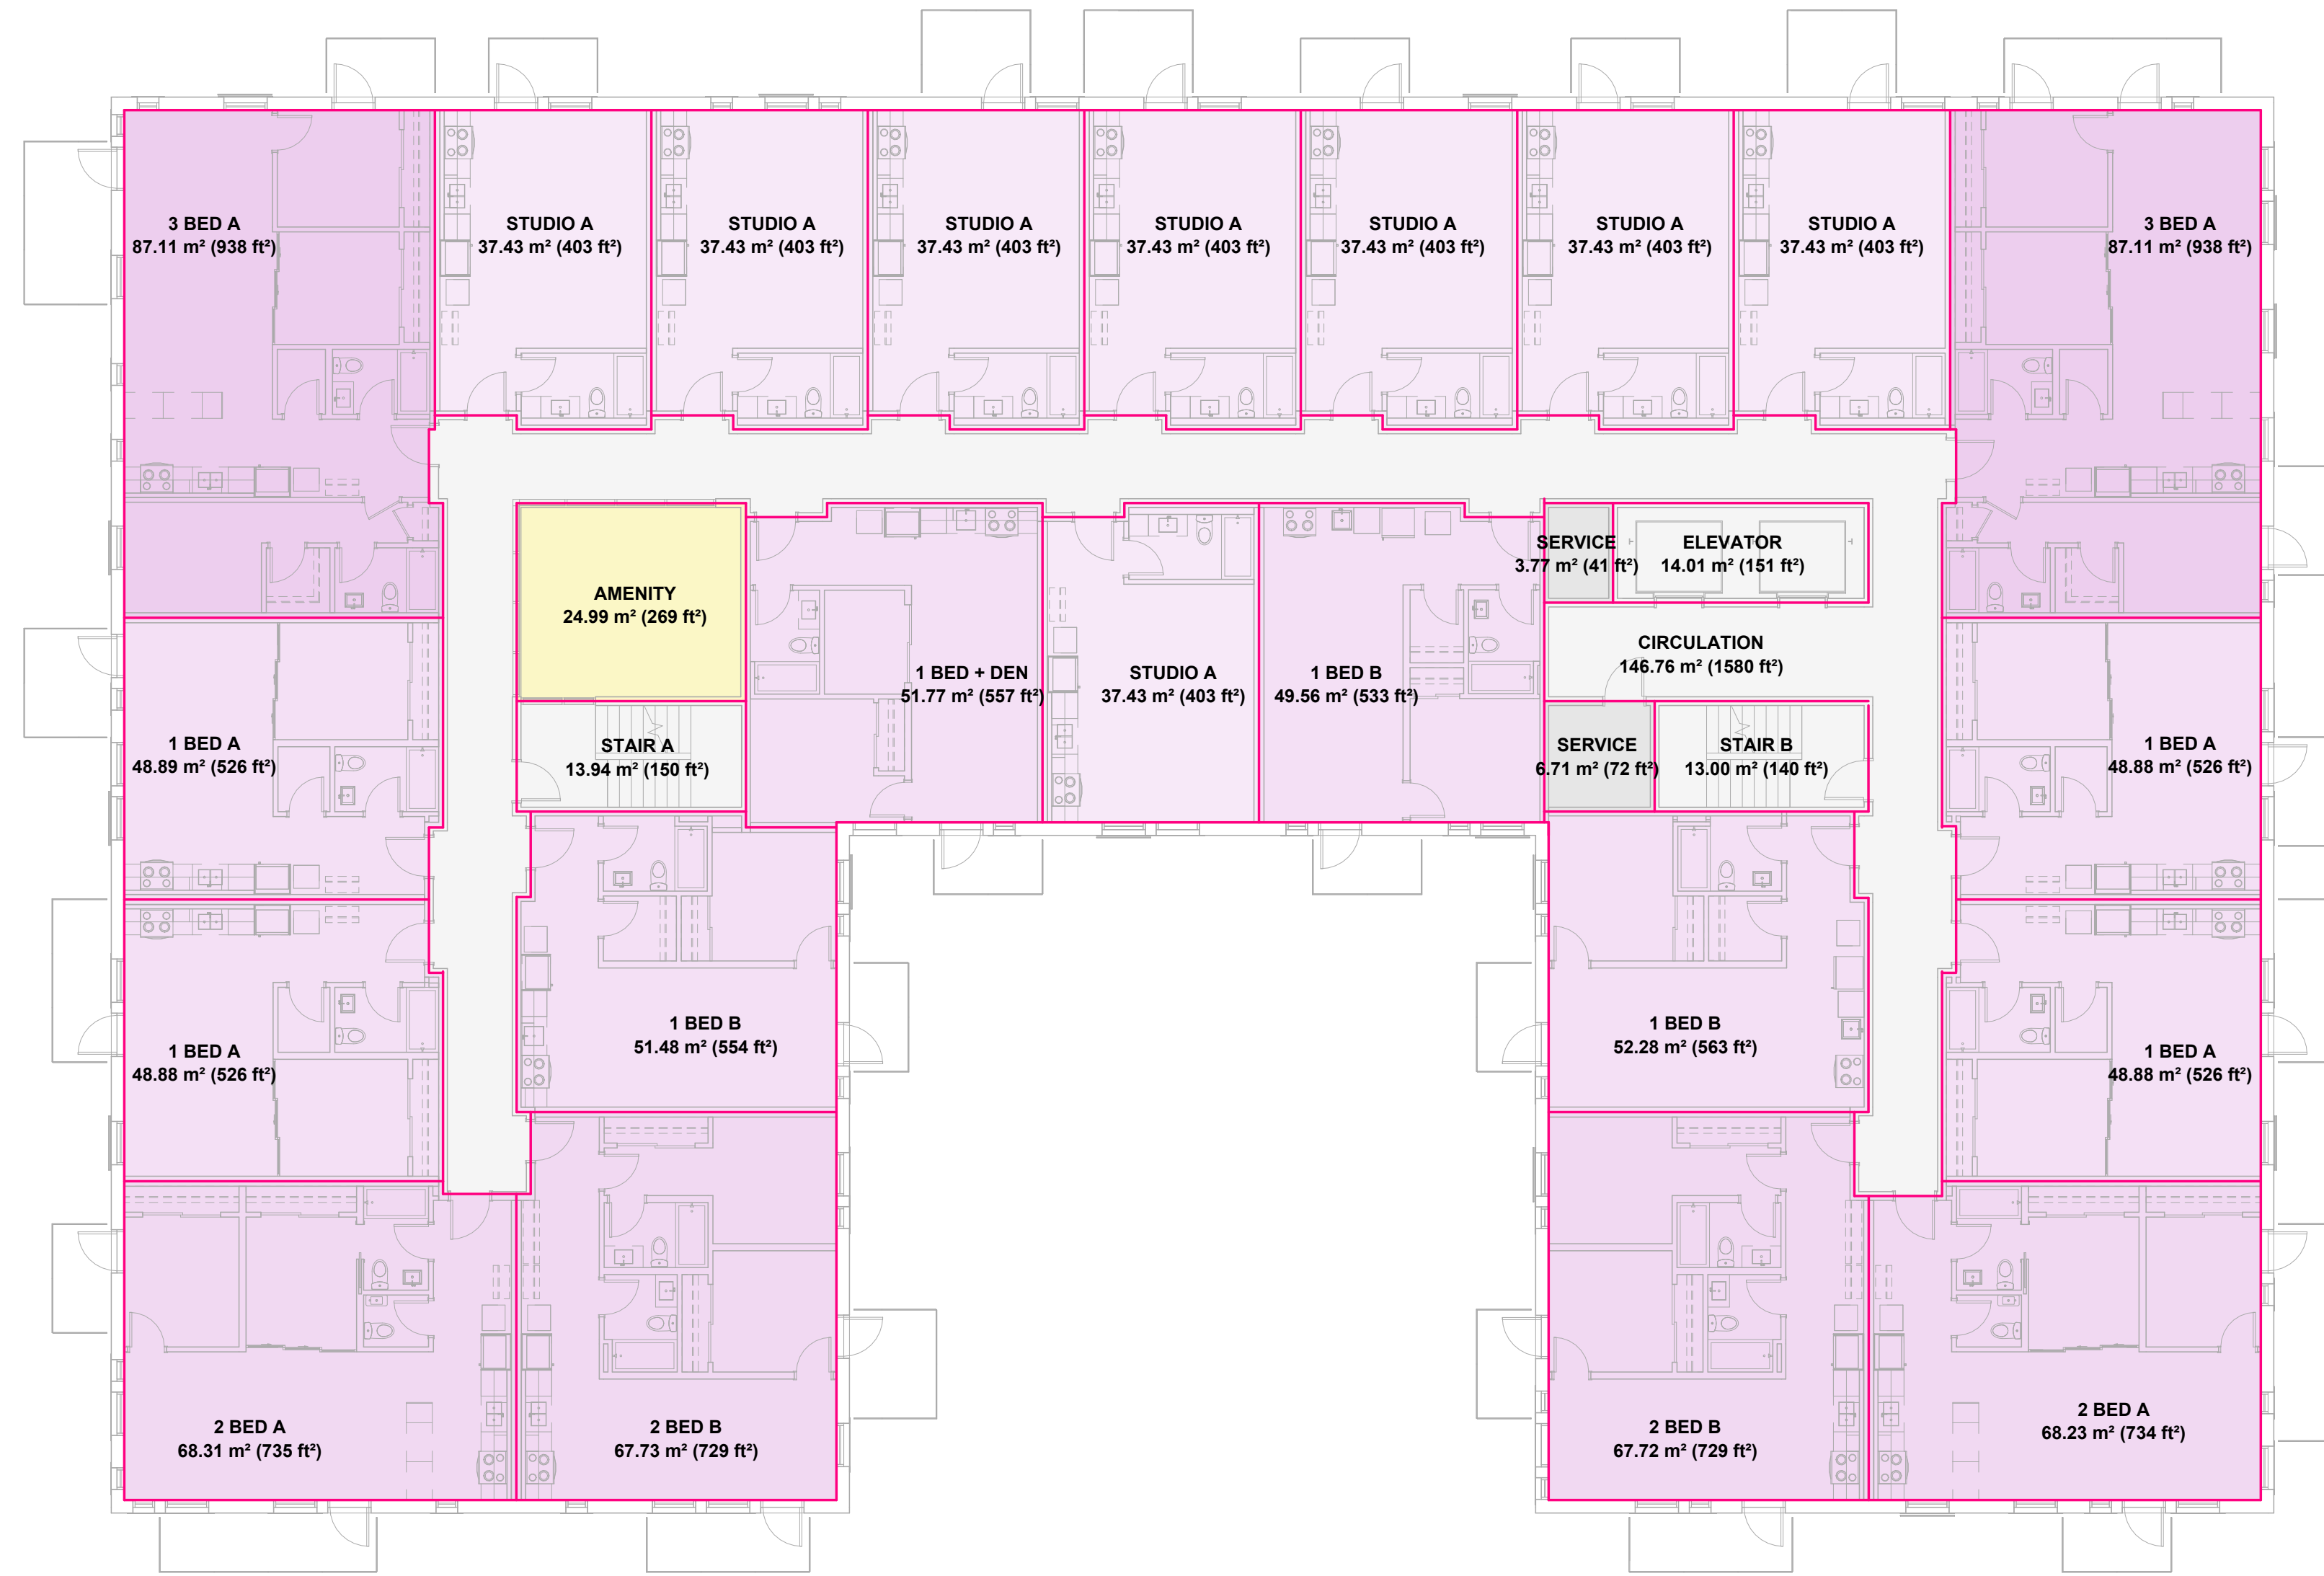 3 BED A
87.11 m² (938 ft²)
STUDIO A
37.43 m² (403 ft²)
STUDIO A
37.43 m² (403 ft²)
STUDIO A
37.43 m² (403 ft²)
STUDIO A
37.43 m² (403 ft²)
STUDIO A
37.43 m² (403 ft²)
STUDIO A
37.43 m² (403 ft²)
STUDIO A
37.43 m² (403 ft²)
3 BED A
87.11 m² (938 ft²)
SERVICE
3.77 m² (41 ft²)
ELEVATOR
14.01 m² (151 ft²)
AMENITY
24.99 m² (269 ft²)
CIRCULATION
146.76 m² (1580 ft²)
1 BED + DEN
51.77 m² (557 ft²)
STUDIO A
37.43 m² (403 ft²)
1 BED B
49.56 m² (533 ft²)
1 BED A
48.89 m² (526 ft²)
STAIR A
13.94 m² (150 ft²)
SERVICE
6.71 m² (72 ft²)
STAIR B
13.00 m² (140 ft²)
1 BED A
48.88 m² (526 ft²)
1 BED A
48.88 m² (526 ft²)
1 BED B
51.48 m² (554 ft²)
1 BED B
52.28 m² (563 ft²)
1 BED A
48.88 m² (526 ft²)
2 BED A
68.31 m² (735 ft²)
2 BED B
67.73 m² (729 ft²)
2 BED B
67.72 m² (729 ft²)
2 BED A
68.23 m² (734 ft²)